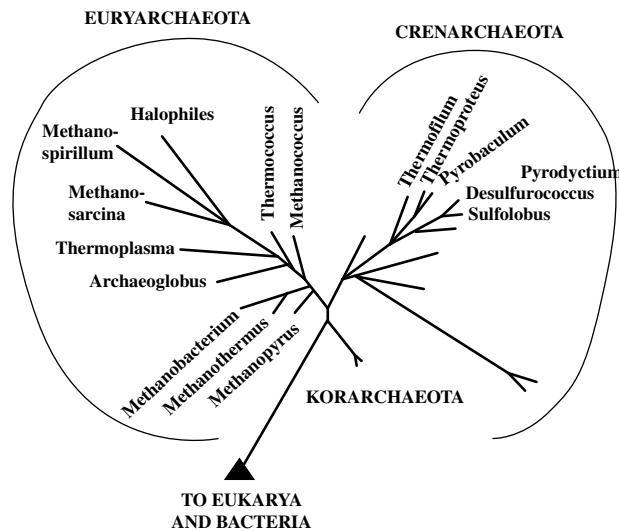 EURYARCHAEOTA
CRENARCHAEOTA
Halophiles
Methano-
spirillum
Methano-
sarcina
Thermoplasma
Archaeoglobus
Thermococcus
Methanococcus
Methanobacterium
Methanothermus
Methanopyrus
Thermofilum
Thermoproteus
Pyrobaculum
Pyrodyctium
Desulfurococcus
Sulfolobus
KORARCHAEOTA
TO EUKARYA
AND BACTERIA